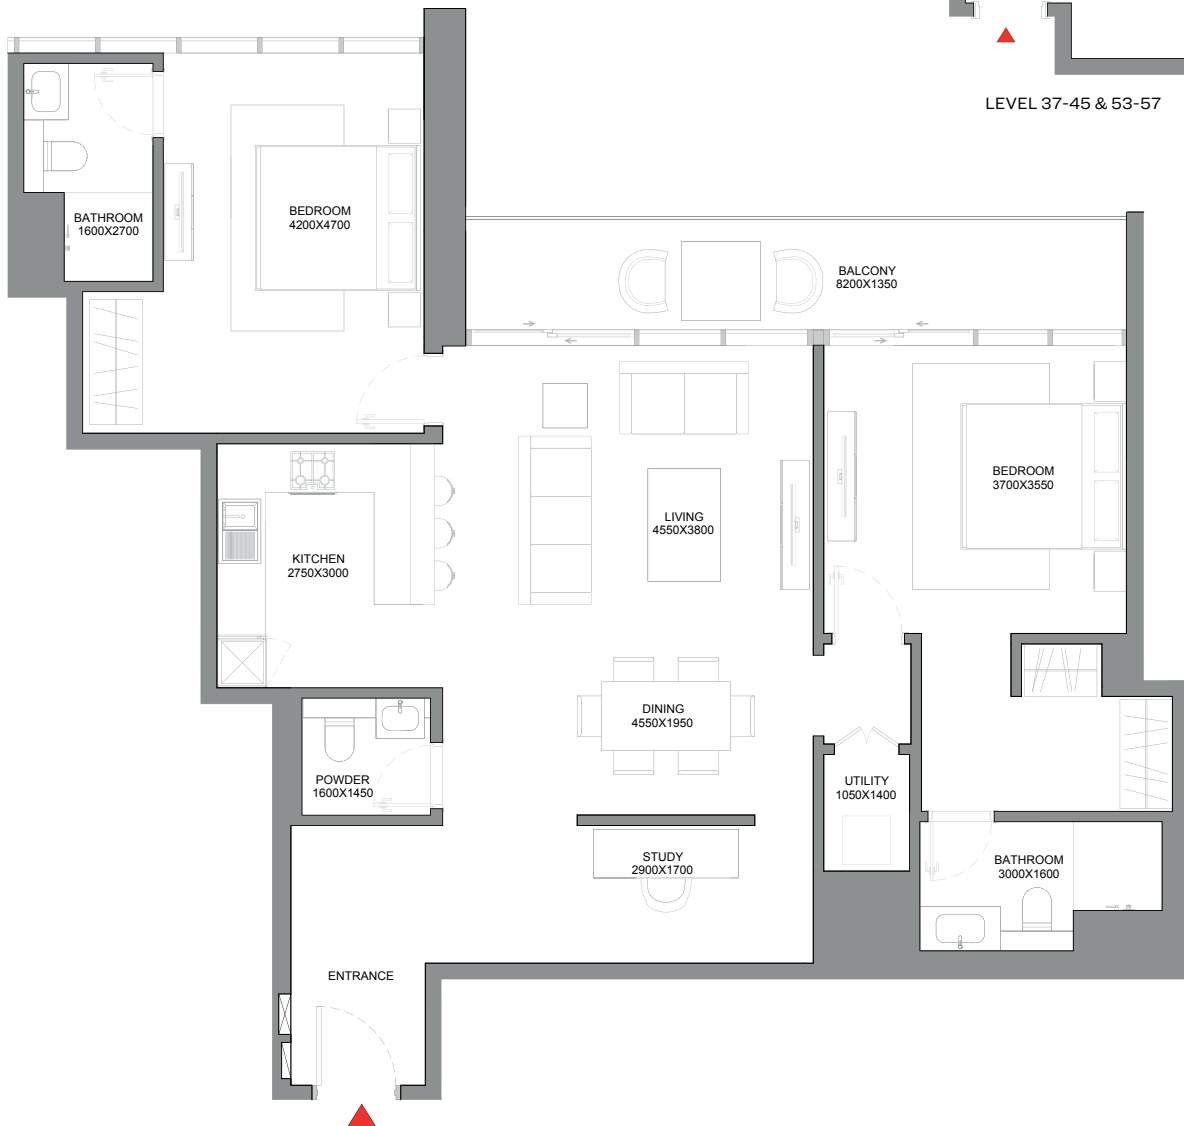 LEVEL 37-45 & 53-57
BATHROOM
1600X2700
BEDROOM
4200X4700
BALCONY
8200X1350
BEDROOM
3700X3550
LIVING
4550X3800
KITCHEN
2750X3000
DINING
4550X1950
POWDER
1600X1450
UTILITY
1050X1400
STUDY
2900X1700
BATHROOM
3000X1600
ENTRANCE